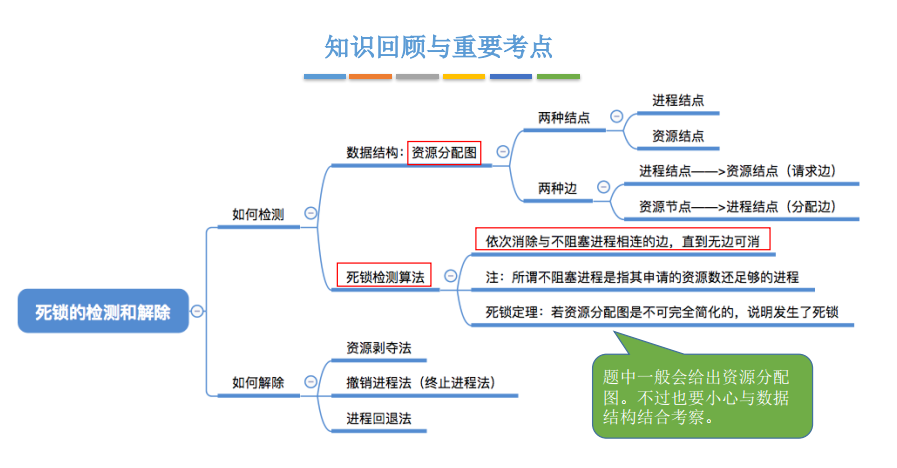 知识回顾与重要考点
死锁的检测和解除
如何检测
数据结构：资源分配图
两种结点
进程结点
资源结点
两种边
进程结点——>资源结点（请求边）
资源节点——>进程结点（分配边）
死锁检测算法
依次消除与不阻塞进程相连的边，直到无边可消
注：所谓不阻塞进程是指其申请的资源数还足够的进程
死锁定理：若资源分配图是不可完全简化的，说明发生了死锁
如何解除
资源剥夺法
撤销进程法（终止进程法）
进程回退法
题中一般会给出资源分配
图。不过也要小心与数据
结构结合考察。